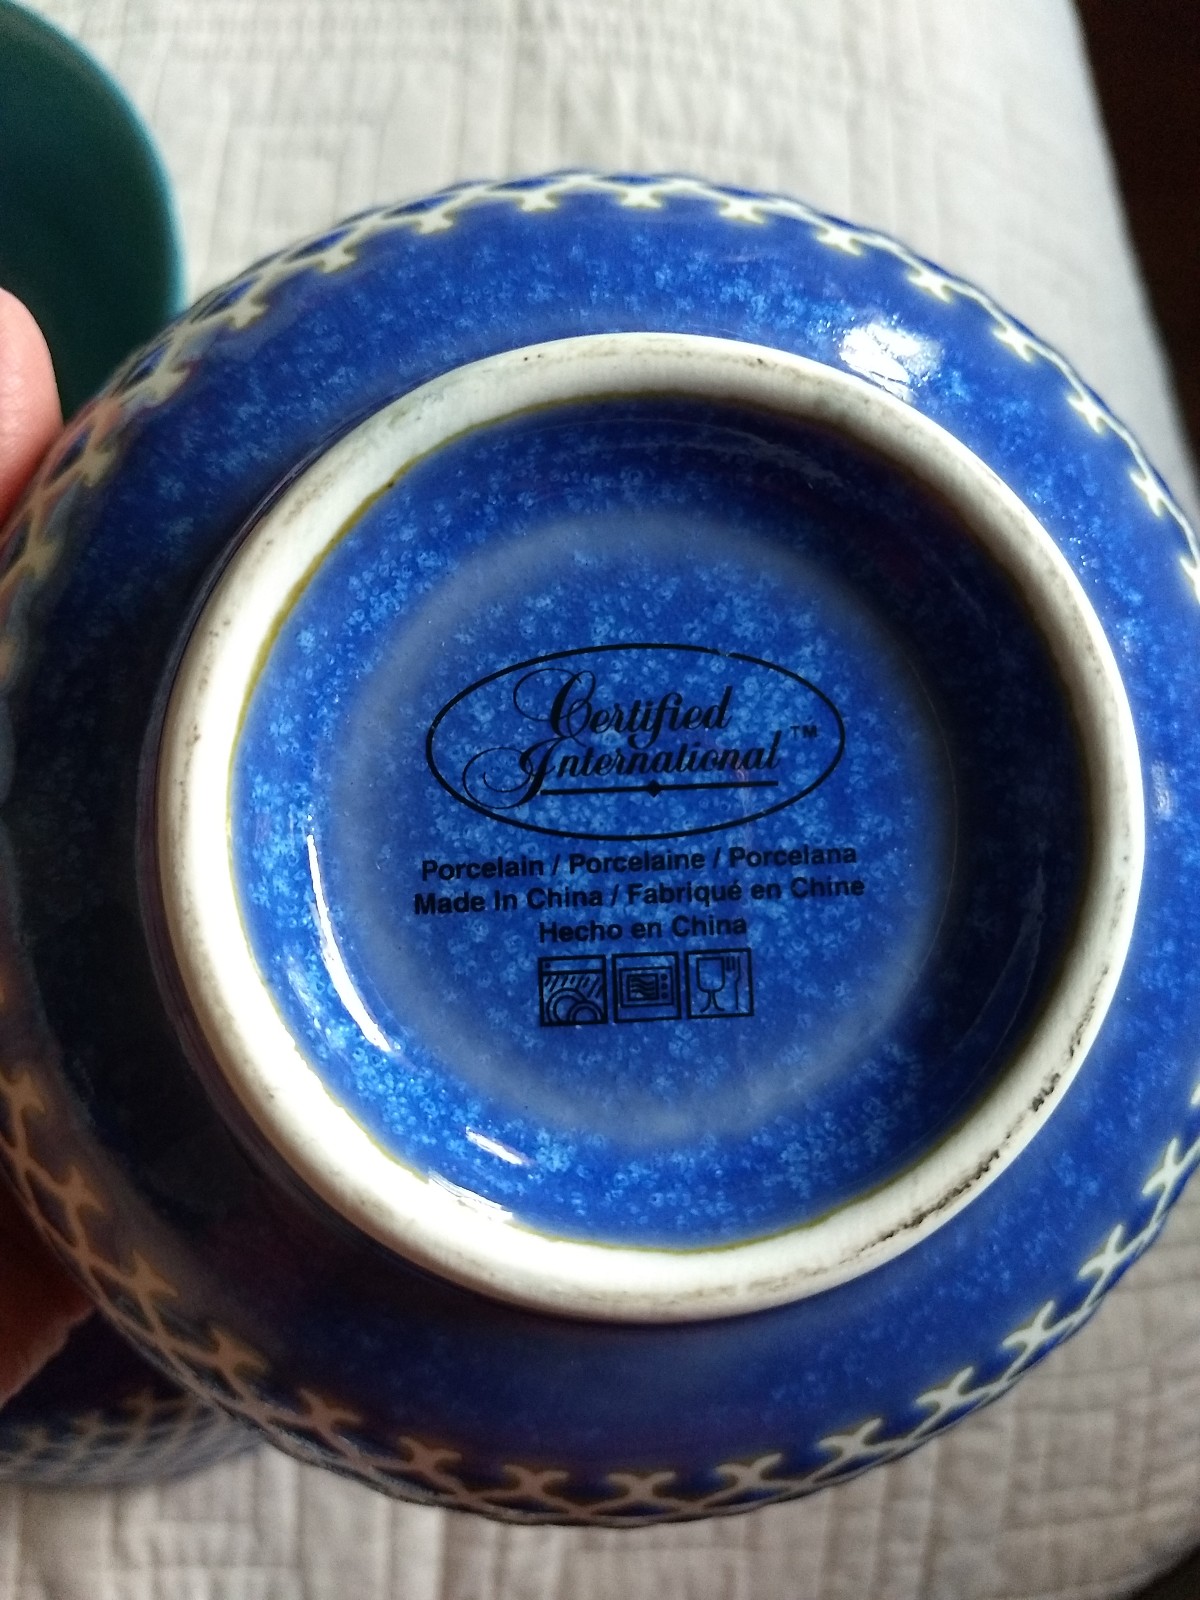 Certified
International™
Porcelain / Porcelaine / Porcelana
Made In China / Fabriqué en Chine
Hecho en China